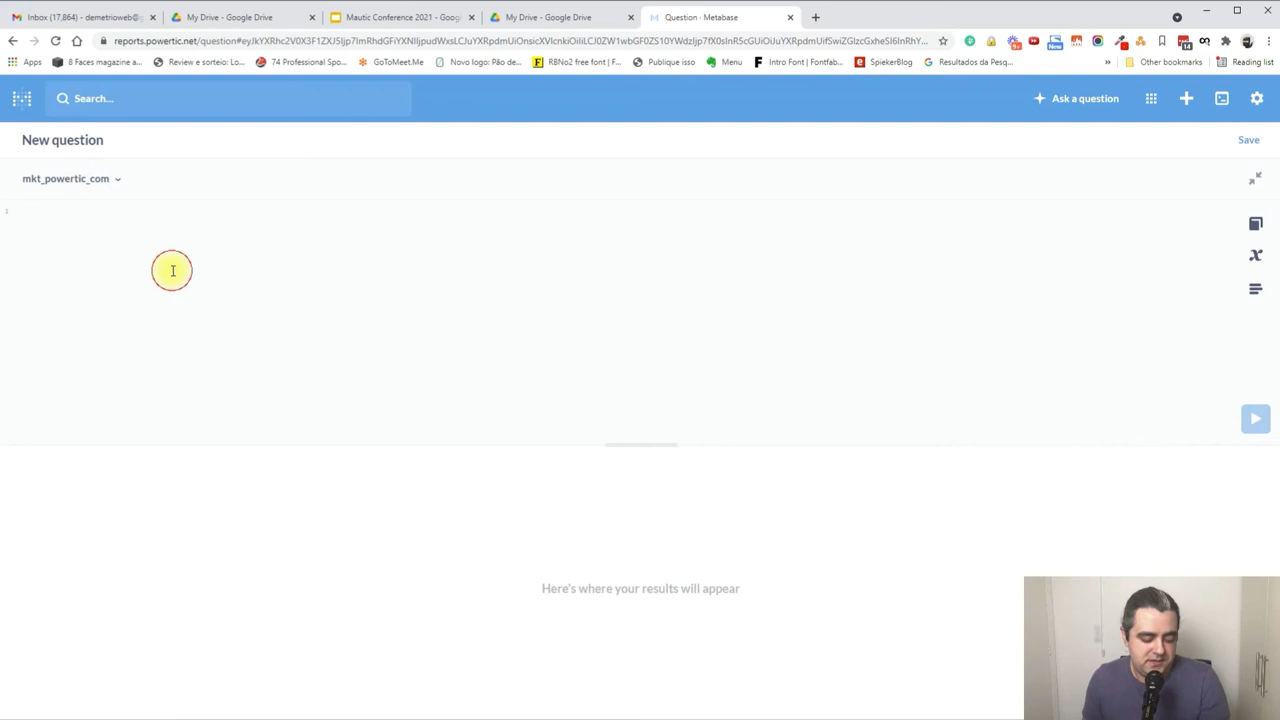 Inbox (17,864) - demetrioweb@g
My Drive - Google Drive
Mautic Conference 2021 - Googl
My Drive - Google Drive
Question · Metabase
Apps
8 Faces magazine a...
Review e sorteio: Lo...
74 Professional Spo...
GoToMeet.Me
Novo logo: Pão de...
RBNo2 free font | F...
Publique isso
Menu
Intro Font | Fontfab...
SpiekerBlog
Resultados da Pesq...
»
Other bookmarks
Reading list
Search...
Ask a question
New question
Save
mkt_powertic_com
1
Here's where your results will appear